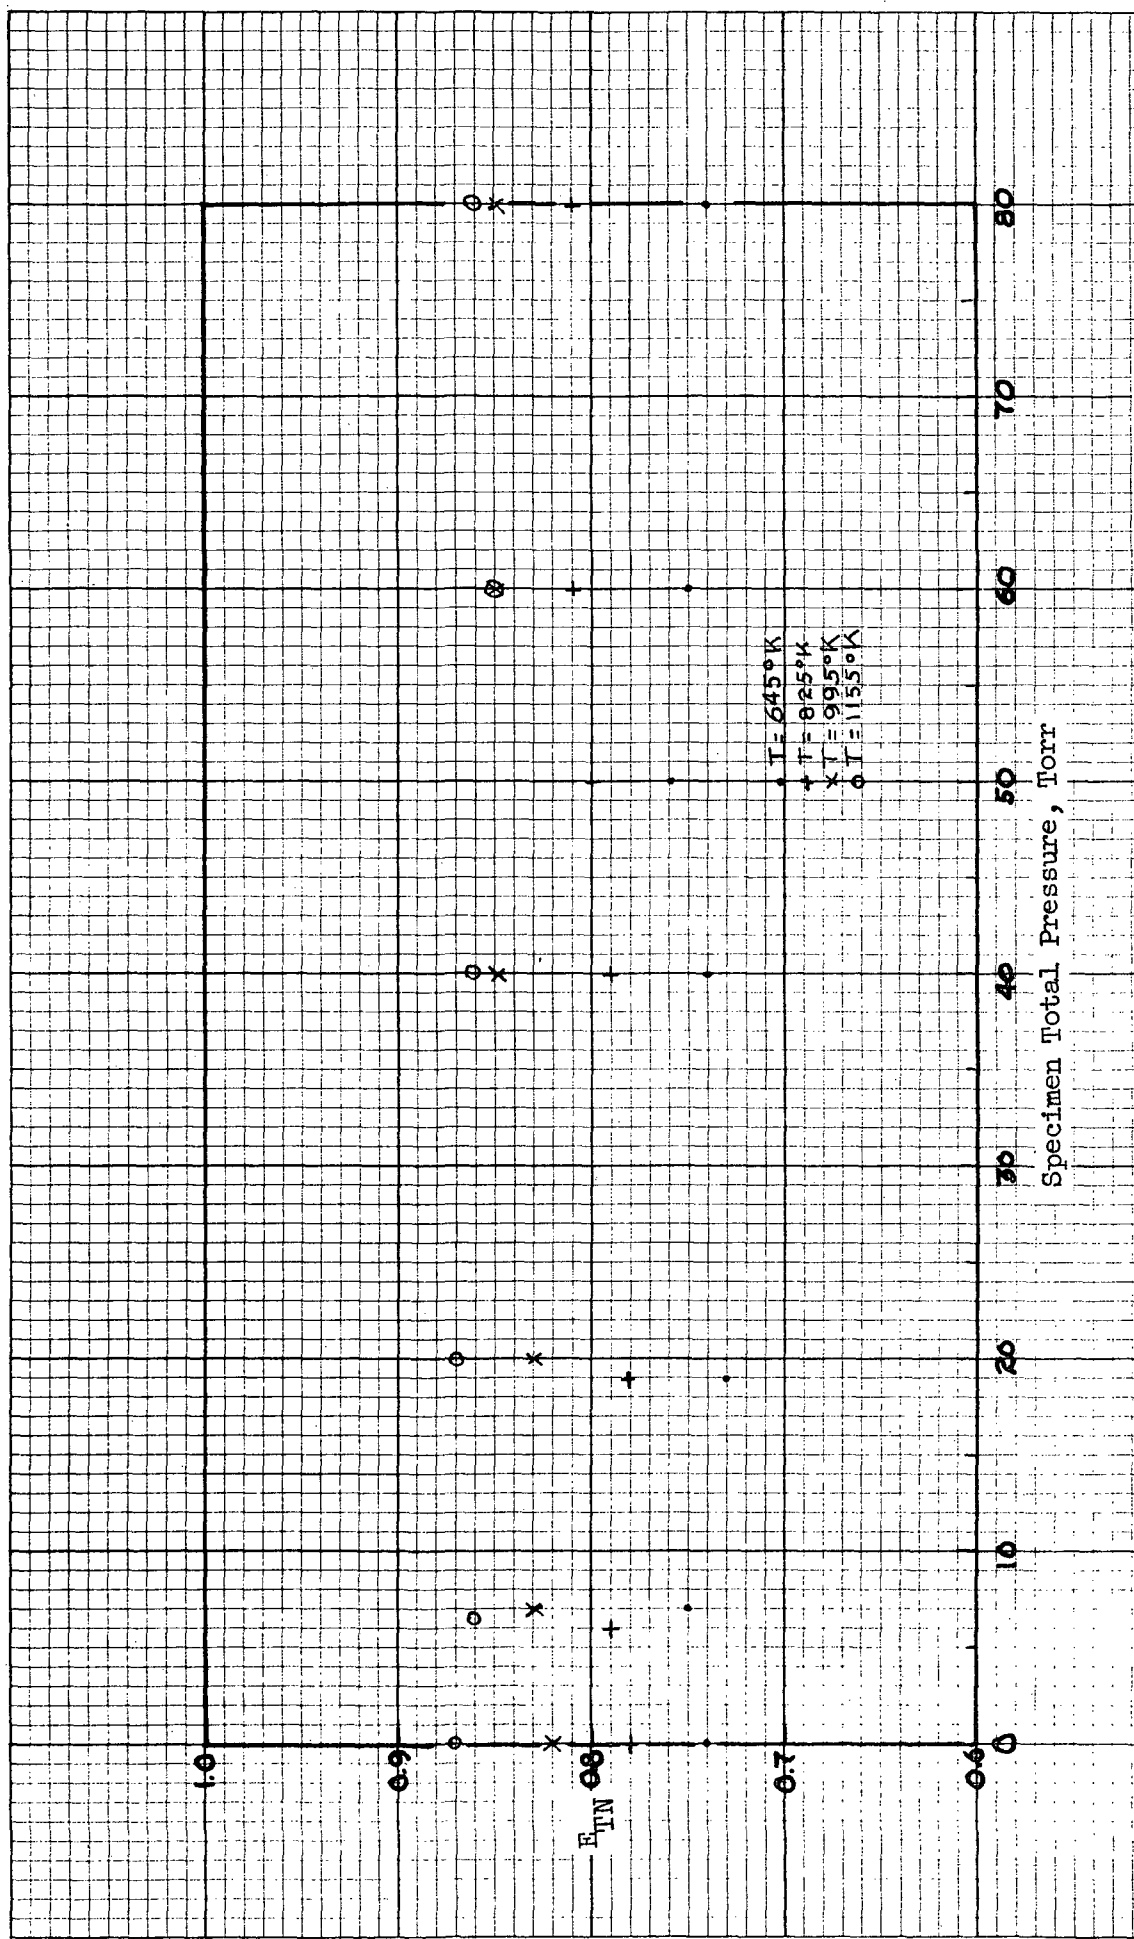 1.0
0.9
0.8
0.7
0.6
E_TN
0 10 20 30 40 50 60 70 80
Specimen Total Pressure, Torr
• T = 645°K
+ T = 825°K
x T = 995°K
o T = 1155°K